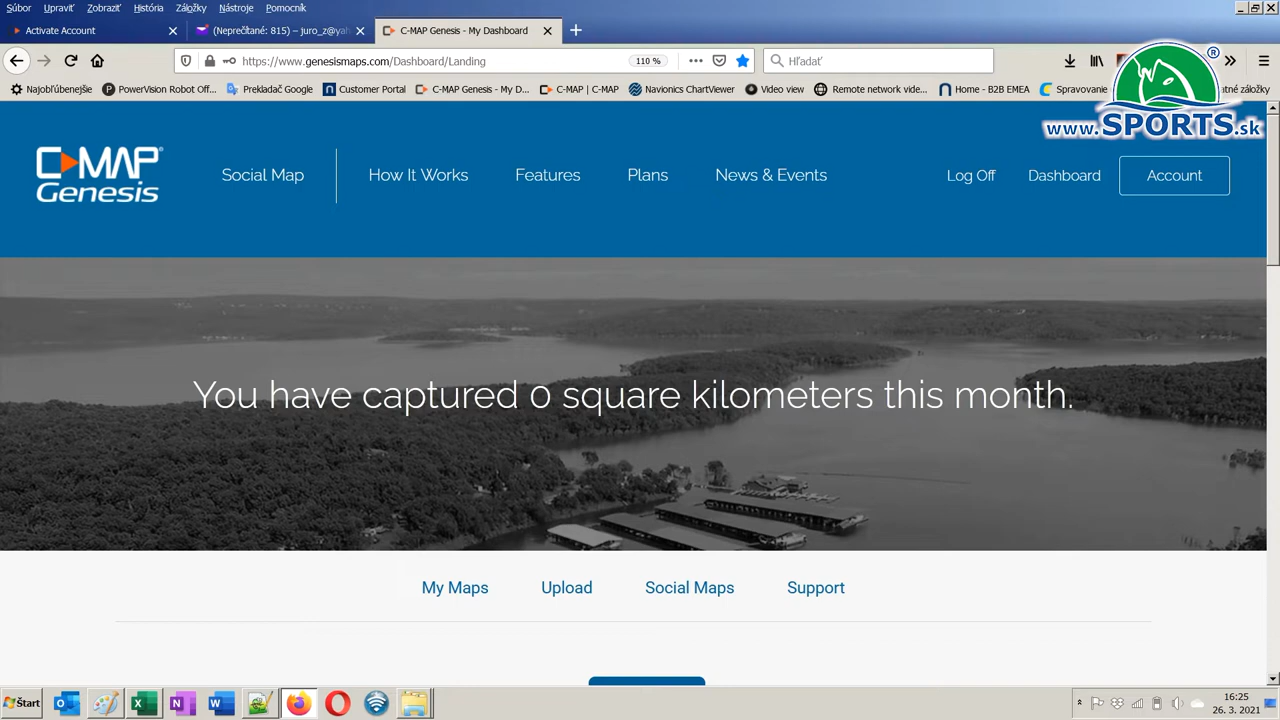 Súbor Upraviť Zobraziť História Záložky Nástroje Pomocník
Activate Account
(Neprečítané: 815) – juro_z@yah
C-MAP Genesis - My Dashboard
https://www.genesismaps.com/Dashboard/Landing
110 %
Hľadať
Najobľúbenejšie
PowerVision Robot Off...
Prekladač Google
Customer Portal
C-MAP Genesis - My D...
C-MAP | C-MAP
Navionics ChartViewer
Video view
Remote network vide...
Home - B2B EMEA
Spravovanie
tné záložky
www.SPORTS.sk
®
C-MAP®
Genesis
Social Map
How It Works
Features
Plans
News & Events
Log Off
Dashboard
Account
You have captured 0 square kilometers this month.
My Maps
Upload
Social Maps
Support
Štart
16:25
26. 3. 2021